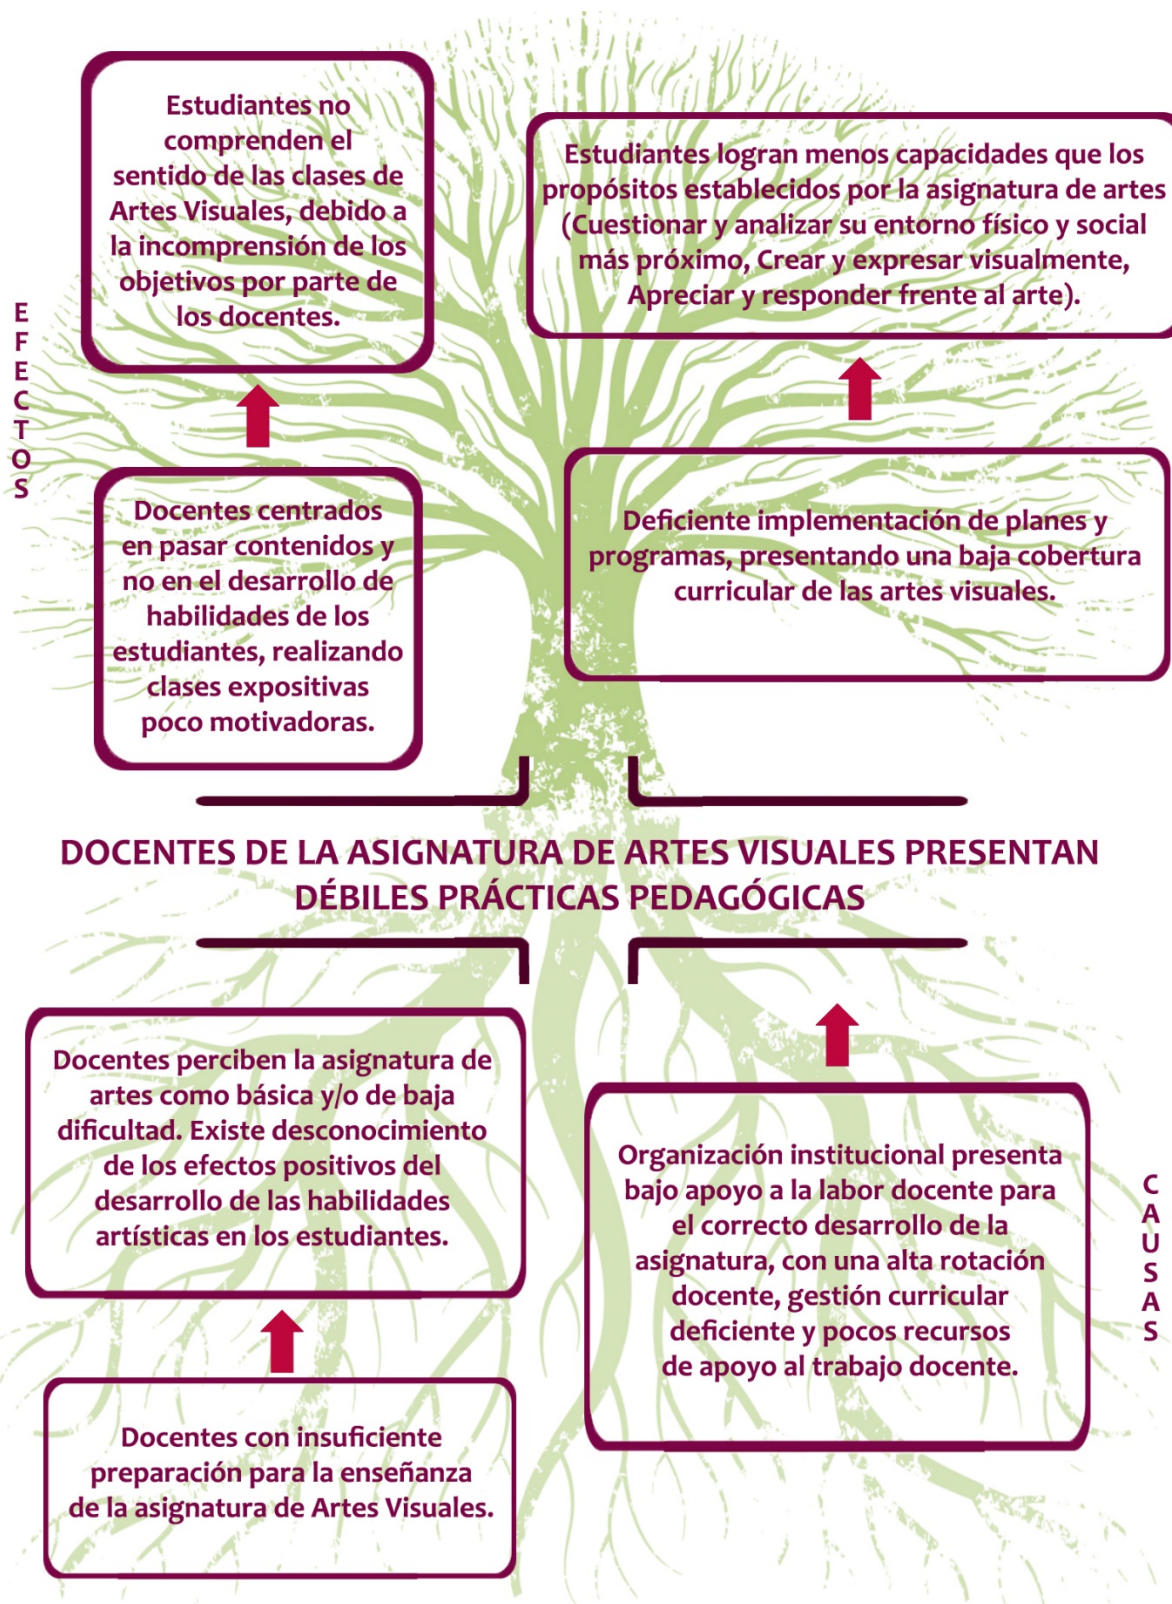 Estudiantes no
comprenden el
sentido de las clases de
Artes Visuales, debido a
la incomprensión de los
objetivos por parte de
los docentes.
Estudiantes logran menos capacidades que los
propósitos establecidos por la asignatura de artes
(Cuestionar y analizar su entorno físico y social
más próximo, Crear y expresar visualmente,
Apreciar y responder frente al arte).
EFECTOS
Docentes centrados
en pasar contenidos y
no en el desarrollo de
habilidades de los
estudiantes, realizando
clases expositivas
poco motivadoras.
Deficiente implementación de planes y
programas, presentando una baja cobertura
curricular de las artes visuales.
DOCENTES DE LA ASIGNATURA DE ARTES VISUALES PRESENTAN
DÉBILES PRÁCTICAS PEDAGÓGICAS
Docentes perciben la asignatura de
artes como básica y/o de baja
dificultad. Existe desconocimiento
de los efectos positivos del
desarrollo de las habilidades
artísticas en los estudiantes.
Organización institucional presenta
bajo apoyo a la labor docente para
el correcto desarrollo de la
asignatura, con una alta rotación
docente, gestión curricular
deficiente y pocos recursos
de apoyo al trabajo docente.
CAUSAS
Docentes con insuficiente
preparación para la enseñanza
de la asignatura de Artes Visuales.